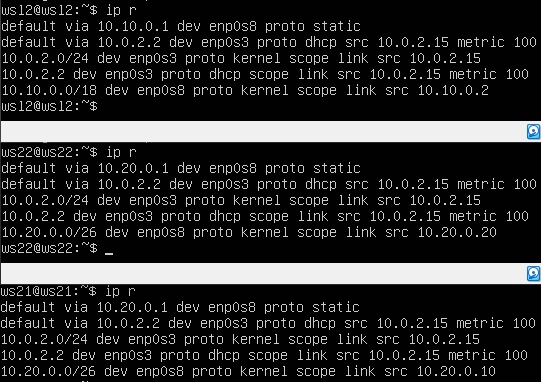 wsl2@wsl2:~$ ip r
default via 10.10.0.1 dev enp0s8 proto static
default via 10.0.2.2 dev enp0s3 proto dhcp src 10.0.2.15 metric 100
10.0.2.0/24 dev enp0s3 proto kernel scope link src 10.0.2.15
10.0.2.2 dev enp0s3 proto dhcp scope link src 10.0.2.15 metric 100
10.10.0.0/18 dev enp0s8 proto kernel scope link src 10.10.0.2
wsl2@wsl2:~$
ws22@ws22:~$ ip r
default via 10.20.0.1 dev enp0s8 proto static
default via 10.0.2.2 dev enp0s3 proto dhcp src 10.0.2.15 metric 100
10.0.2.0/24 dev enp0s3 proto kernel scope link src 10.0.2.15
10.0.2.2 dev enp0s3 proto dhcp scope link src 10.0.2.15 metric 100
10.20.0.0/26 dev enp0s8 proto kernel scope link src 10.20.0.20
ws22@ws22:~$ _
ws21@ws21:~$ ip r
default via 10.20.0.1 dev enp0s8 proto static
default via 10.0.2.2 dev enp0s3 proto dhcp src 10.0.2.15 metric 100
10.0.2.0/24 dev enp0s3 proto kernel scope link src 10.0.2.15
10.0.2.2 dev enp0s3 proto dhcp scope link src 10.0.2.15 metric 100
10.20.0.0/26 dev enp0s8 proto kernel scope link src 10.20.0.10